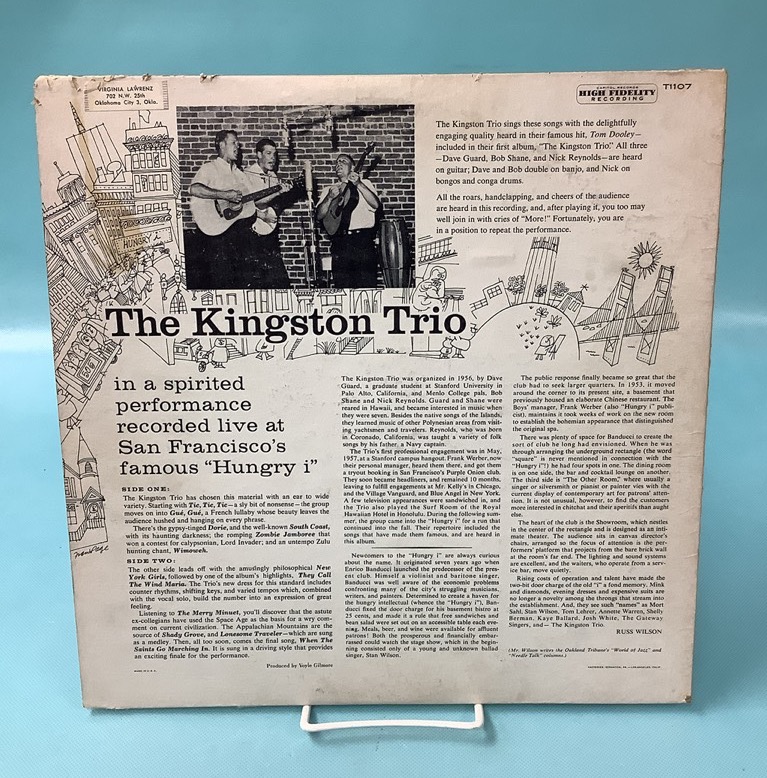 VIRGINIA LAWRENZ
702 N.W. 25th
Oklahoma City 3, Okla.
CAPITOL RECORDS
HIGH FIDELITY
RECORDING
T1107
The Kingston Trio sings these songs with the delightfully
engaging quality heard in their famous hit, Tom Dooley—
included in their first album, "The Kingston Trio." All three
—Dave Guard, Bob Shane, and Nick Reynolds—are heard
on guitar; Dave and Bob double on banjo, and Nick on
bongos and conga drums.
All the roars, handclapping, and cheers of the audience
are heard in this recording, and, after playing it, you too may
well join in with cries of "More!" Fortunately, you are
in a position to repeat the performance.
HUNGRY i
The Kingston Trio
in a spirited
performance
recorded live at
San Francisco's
famous "Hungry i"
SIDE ONE:
The Kingston Trio has chosen this material with an ear to wide
variety. Starting with Tic, Tic, Tic—a sly bit of nonsense—the group
moves on into Gué, Gué, a French lullaby whose beauty leaves the
audience hushed and hanging on every phrase.
There's the gypsy-tinged Dorie, and the well-known South Coast,
with its haunting darkness; the romping Zombie Jamboree that
won a contest for calypsonian, Lord Invader; and an untempo Zulu
hunting chant, Wimoweh.
SIDE TWO:
The other side leads off with the amusingly philosophical New
York Girls, followed by one of the album's highlights, They Call
The Wind Maria. The Trio's new dress for this standard includes
counter rhythms, shifting keys, and varied tempos which, combined
with the vocal solo, build the number into an expression of great
feeling.
Listening to The Merry Minuet, you'll discover that the astute
ex-collegians have used the Space Age as the basis for a wry com-
ment on current civilization. The Appalachian Mountains are the
source of Shady Grove, and Lonesome Traveler—which are sung
as a medley. Then, all too soon, comes the final song, When The
Saints Go Marching In. It is sung in a driving style that provides
an exciting finale for the performance.
Produced by Voyle Gilmore
The Kingston Trio was organized in 1956, by Dave
Guard, a graduate student at Stanford University in
Palo Alto, California, and Menlo College pals, Bob
Shane and Nick Reynolds. Guard and Shane were
reared in Hawaii, and became interested in music when
they were seven. Besides the native songs of the Islands,
they learned music of other Polynesian areas from visit-
ing yachtsmen and travelers. Reynolds, who was born
in Coronado, California, was taught a variety of folk
songs by his father, a Navy captain.
The Trio's first professional engagement was in May,
1957, at a Stanford campus hangout. Frank Werber, now
their personal manager, heard them there, and got them
a tryout booking in San Francisco's Purple Onion club.
They soon became headliners, and remained 10 months,
leaving to fulfill engagements at Mr. Kelly's in Chicago,
and the Village Vanguard, and Blue Angel in New York.
A few television appearances were sandwiched in, and
the Trio also played the Surf Room of the Royal
Hawaiian Hotel in Honolulu. During the following sum-
mer, the group came into the "Hungry i" for a run that
continued into the fall. Their repertoire included the
songs that have made them famous, and are heard in
this album.
Newcomers to the "Hungry i" are always curious
about the name. It originated seven years ago when
Enrico Banducci launched the predecessor of the pres-
ent club. Himself a violinist and baritone singer,
Banducci was well aware of the economic problems
confronting many of the city's struggling musicians,
writers, and painters. Determined to create a haven for
the hungry intellectual (whence the "Hungry i"), Ban-
ducci fixed the door charge for his basement bistro at
25 cents, and made it a rule that free sandwiches and
bean salad were set out on an accessible table each eve-
ning. Meals, beer, and wine were available for affluent
patrons! Both the prosperous and financially embar-
rassed could watch the stage show, which in the begin-
ning consisted only of a young and unknown ballad
singer, Stan Wilson.
The public response finally became so great that the
club had to seek larger quarters. In 1953, it moved
around the corner to its present site, a basement that
previously housed an elaborate Chinese restaurant. The
Boys' manager, Frank Werber (also "Hungry i" publi-
cist), maintains it took weeks of work on the new room
to establish the bohemian appearance that distinguished
the original spa.
There was plenty of space for Banducci to create the
sort of club he had long envisioned. When he was
through arranging the underground rectangle (the word
"square" is never mentioned in connection with the
"Hungry i"!) he had four spots in one. The dining room
is on one side, the bar and cocktail lounge on another.
The third side is "The Other Room," where usually a
singer or silversmith or pianist or painter vies with the
current display of contemporary art for patrons' atten-
tion. It is not unusual, however, to find the customers
more interested in chitchat and their aperitifs than aught
else.
The heart of the club is the Showroom, which nestles
in the center of the rectangle and is designed as an inti-
mate theater. The audience sits in canvas director's
chairs, arranged so the focus of attention is the per-
formers' platform that projects from the bare brick wall
at the room's far end. The lighting and sound systems
are excellent, and the waiters, who operate from a serv-
ice bar, move quietly.
Rising costs of operation and talent have made the
two-bit door charge of the old "i" a fond memory. Mink
and diamonds, evening dresses and expensive suits are
no longer a novelty among the throngs that stream into
the establishment. And, they see such "names" as Mort
Sahl, Stan Wilson, Tom Lehrer, Annonte Warren, Shelly
Berman, Kaye Ballard, Josh White, The Gateway
Singers, and— The Kingston Trio.
RUSS WILSON
(Mr. Wilson writes the Oakland Tribune's "World of Jazz" and
"Needle Talk" columns.)